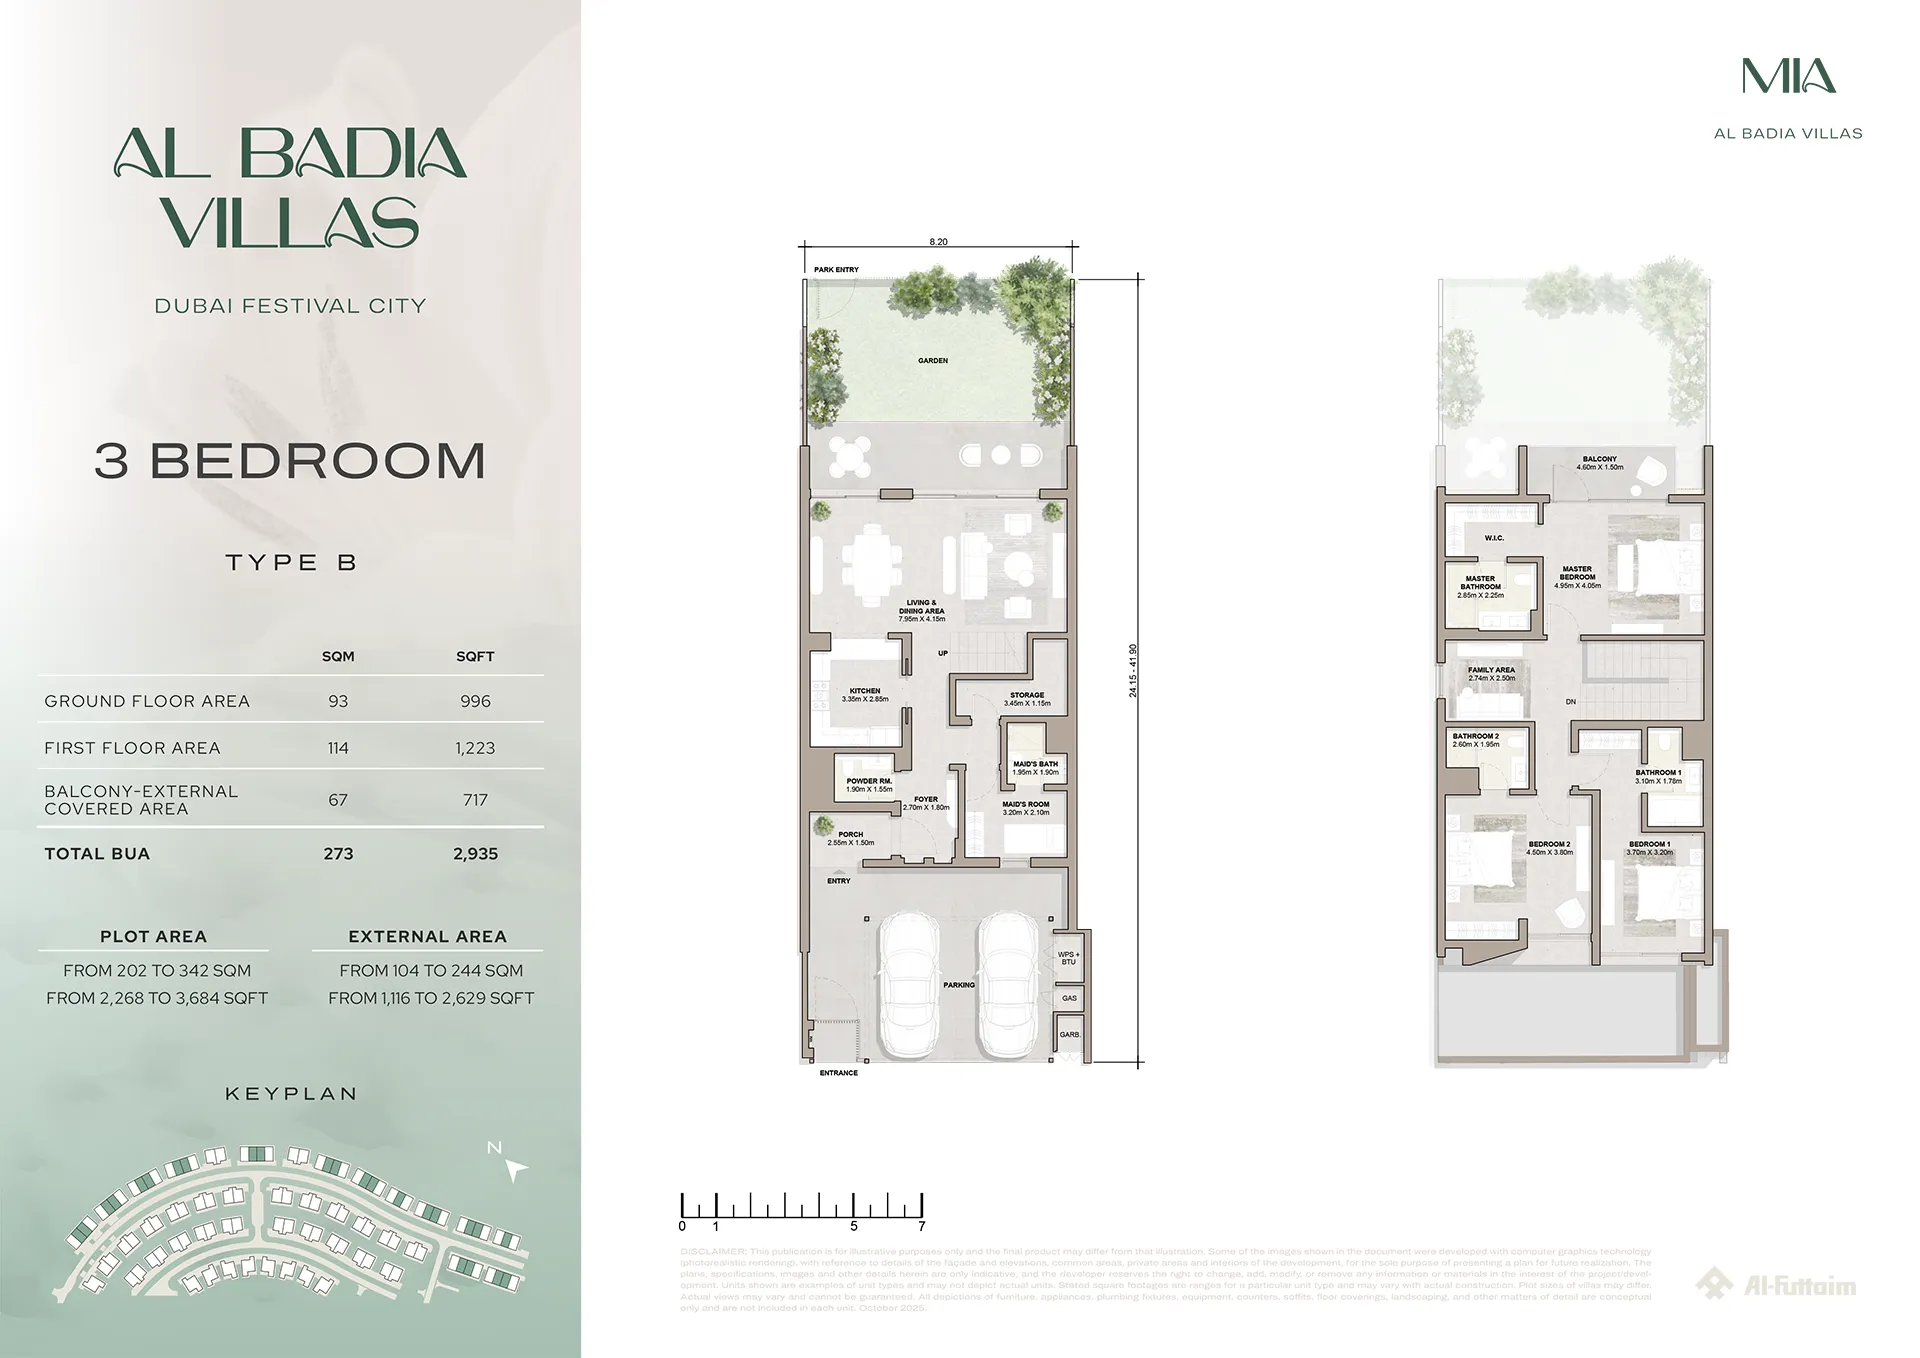 AL BADIA
VILLAS
DUBAI FESTIVAL CITY
3 BEDROOM
TYPE B
SQM SQFT
GROUND FLOOR AREA 93 996
FIRST FLOOR AREA 114 1,223
BALCONY-EXTERNAL
COVERED AREA 67 717
TOTAL BUA 273 2,935
PLOT AREA
FROM 202 TO 342 SQM
FROM 2,268 TO 3,684 SQFT
EXTERNAL AREA
FROM 104 TO 244 SQM
FROM 1,116 TO 2,629 SQFT
KEYPLAN
N
MIA
AL BADIA VILLAS
8.20
PARK ENTRY
GARDEN
24.15 - 41.90
LIVING &
DINING AREA
7.95m X 4.15m
UP
KITCHEN
3.35m X 2.85m
STORAGE
3.45m X 1.15m
MAID'S BATH
1.95m X 1.90m
POWDER RM.
1.90m X 1.55m
FOYER
2.70m X 1.80m
MAID'S ROOM
3.20m X 2.10m
PORCH
2.55m X 1.50m
ENTRY
WPS +
BTU
PARKING
GAS
GARB.
ENTRANCE
BALCONY
4.60m X 1.50m
W.I.C.
MASTER
BEDROOM
4.95m X 4.05m
MASTER
BATHROOM
2.85m X 2.25m
FAMILY AREA
2.74m X 2.50m
DN
BATHROOM 2
2.60m X 1.95m
BATHROOM 1
3.10m X 1.78m
BEDROOM 2
4.50m X 3.80m
BEDROOM 1
3.70m X 3.20m
0 1 5 7
DISCLAIMER: This publication is for illustrative purposes only and the final product may differ from that illustration. Some of the images shown in the document were developed with computer graphics technology
(photorealistic rendering), with reference to details of the façade and elevations, common areas, private areas and interiors of the development, for the sole purpose of presenting a plan for future realization. The
plans, specifications, images and other details herein are only indicative, and the developer reserves the right to change, add, modify, or remove any information or materials in the interest of the project/devel-
opment. Units shown are examples of unit types and may not depict actual units. Stated square footages are ranges for a particular unit type and may vary with actual construction. Plot sizes of villas may differ.
Actual views may vary and cannot be guaranteed. All depictions of furniture, appliances, plumbing fixtures, equipment, counters, soffits, floor coverings, landscaping, and other matters of detail are conceptual
only and are not included in each unit. October 2025.
Al-Futtaim